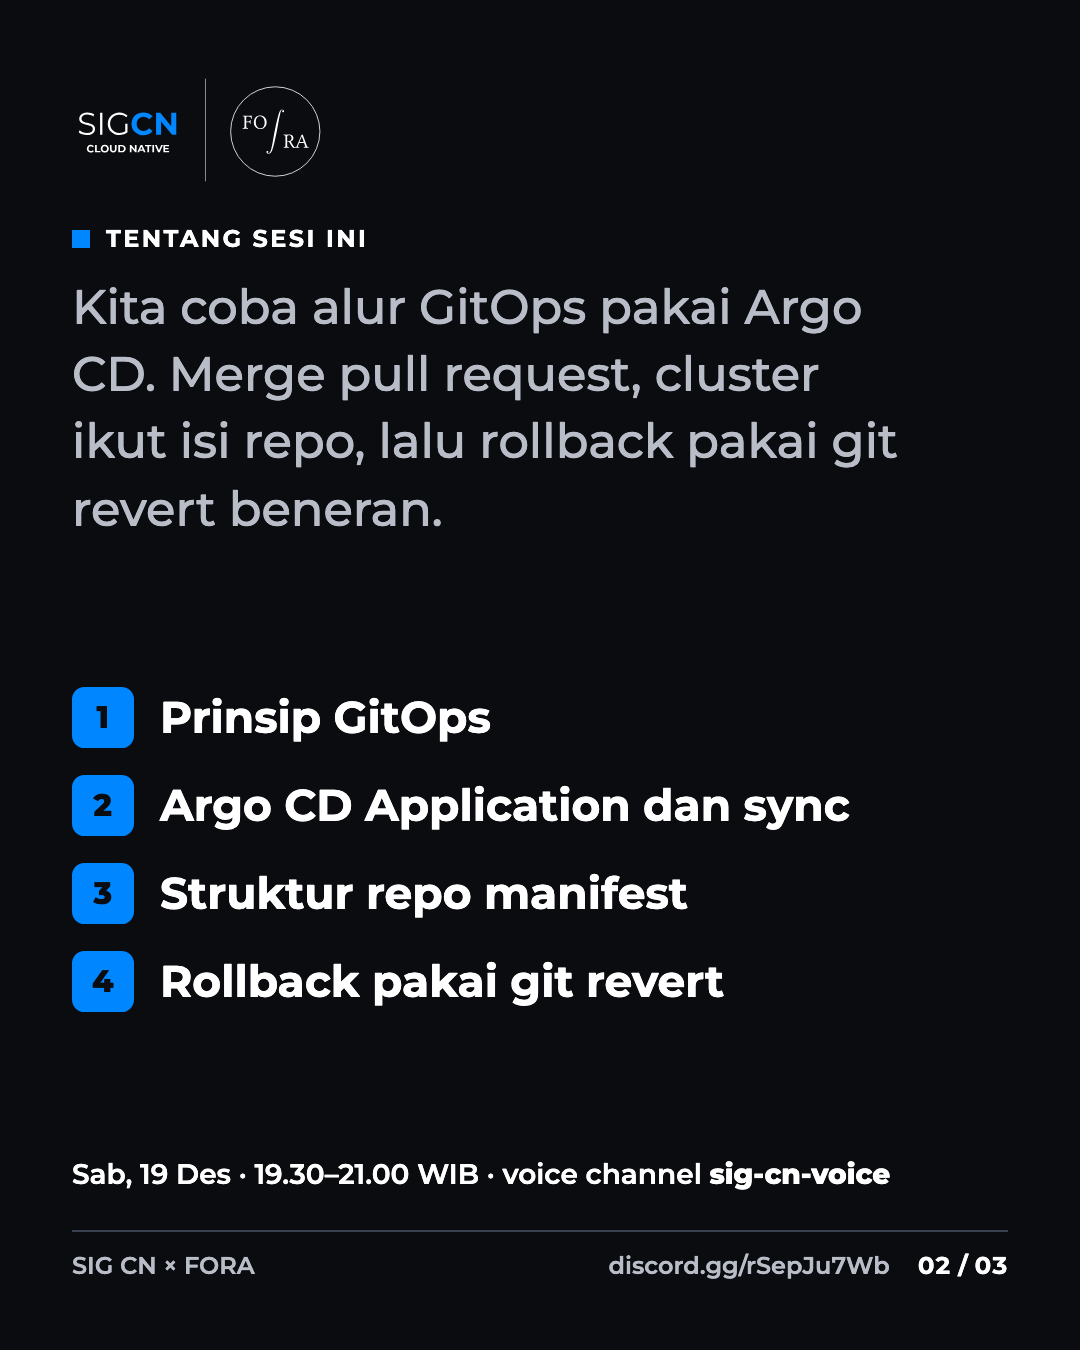 SIGCN
CLOUD NATIVE
FO RA
TENTANG SESI INI
Kita coba alur GitOps pakai Argo
CD. Merge pull request, cluster
ikut isi repo, lalu rollback pakai git
revert beneran.
1 Prinsip GitOps
2 Argo CD Application dan sync
3 Struktur repo manifest
4 Rollback pakai git revert
Sab, 19 Des · 19.30–21.00 WIB · voice channel sig-cn-voice
SIG CN × FORA
discord.gg/rSepJu7Wb 02 / 03